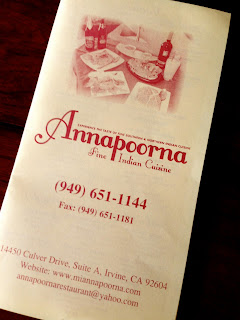 Annapoorna
Fine Indian Cuisine
(949) 651-1144
Fax: (949) 651-1181
14450 Culver Drive, Suite A, Irvine, CA 92604
Website: www.miannapoorna.com
annapoornarestaurant@yahoo.com